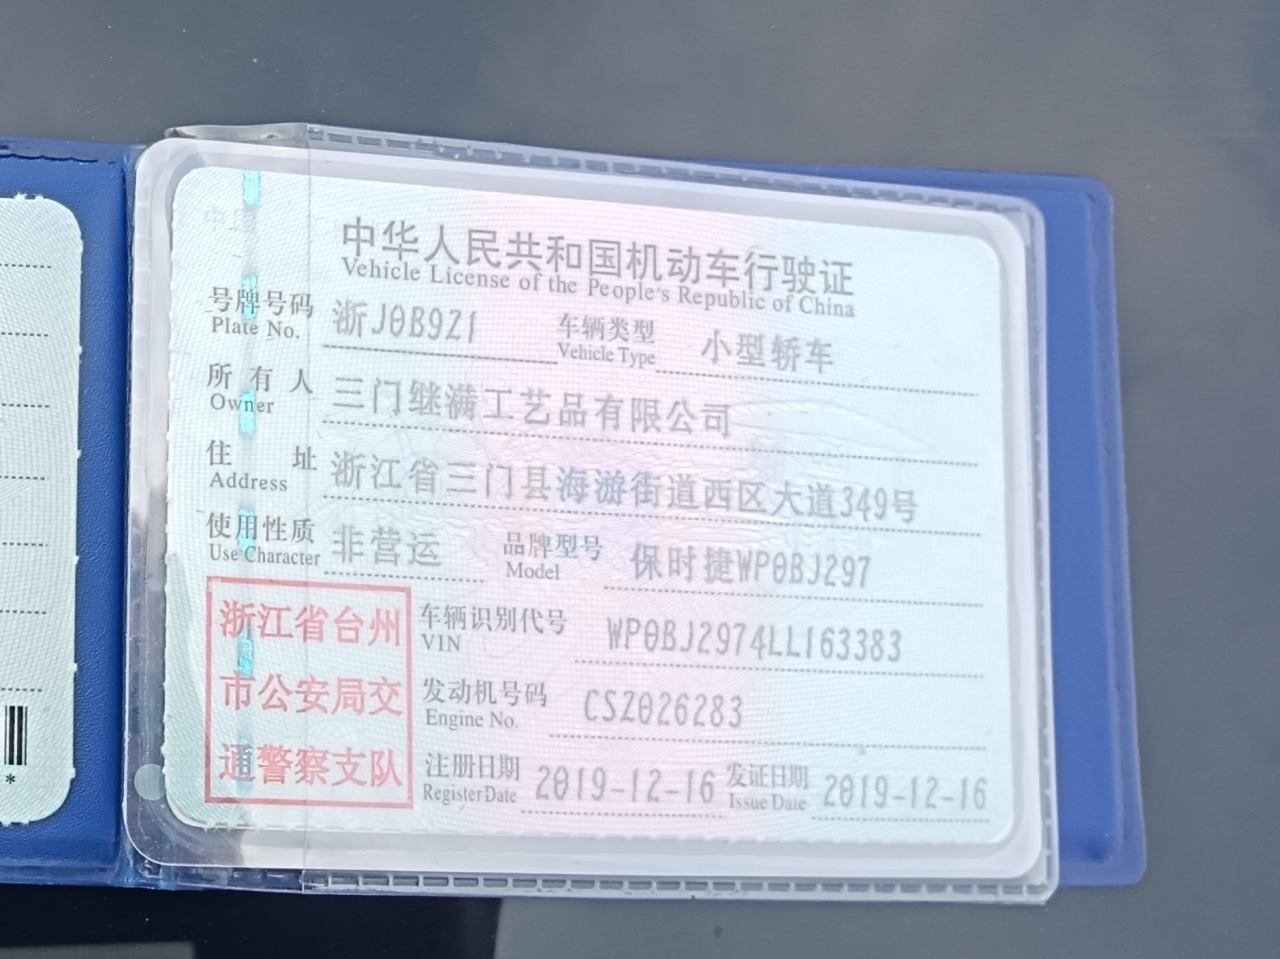 中华人民共和国机动车行驶证
Vehicle License of the People's Republic of China
号牌号码 浙J0B921 车辆类型 小型轿车
Plate No. Vehicle Type
所有人 三门继满工艺品有限公司
Owner
住址 浙江省三门县海游街道西区大道349号
Address
使用性质 非营运 品牌型号 保时捷WP0BJ297
Use Character Model
浙江省台州
市公安局交
通警察支队
车辆识别代号 WP0BJ2974LL163383
VIN
发动机号码 CSZ026283
Engine No.
注册日期 2019-12-16 发证日期 2019-12-16
Register Date Issue Date
*